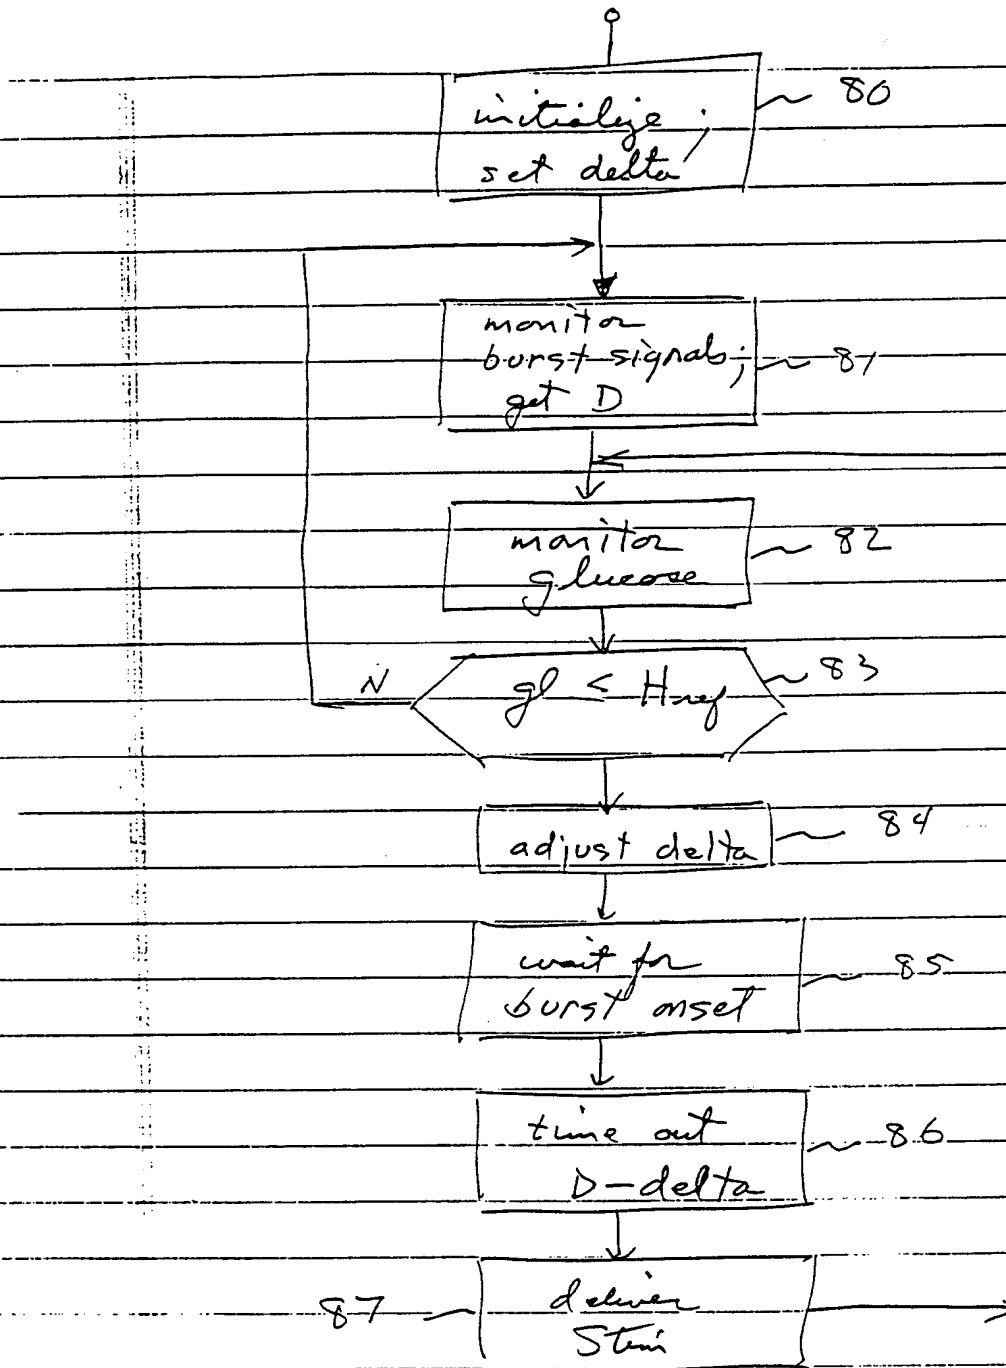 initialize;
set delta
80
monitor
burst signals;
get D
81
monitor
glucose
82
gl < Href
83
N
adjust delta
84
wait for
burst onset
85
time out
D-delta
86
deliver
Stim
87